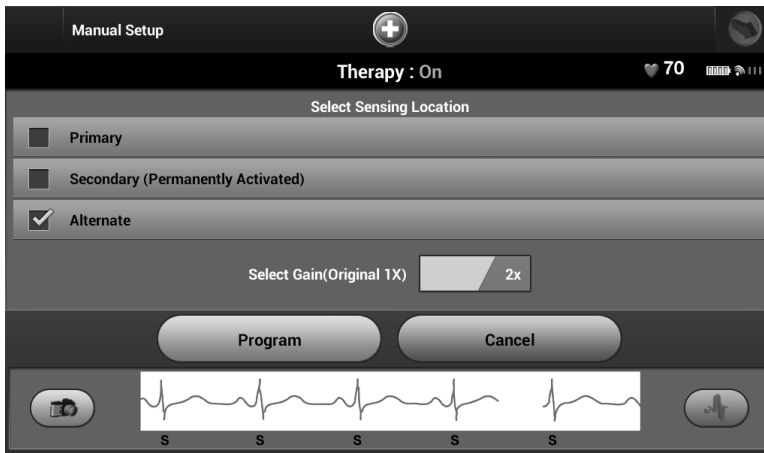 Manual Setup
Therapy : On
70
Select Sensing Location
Primary
Secondary (Permanently Activated)
Alternate
Select Gain(Original 1X)
2x
Program
Cancel
S S S S S